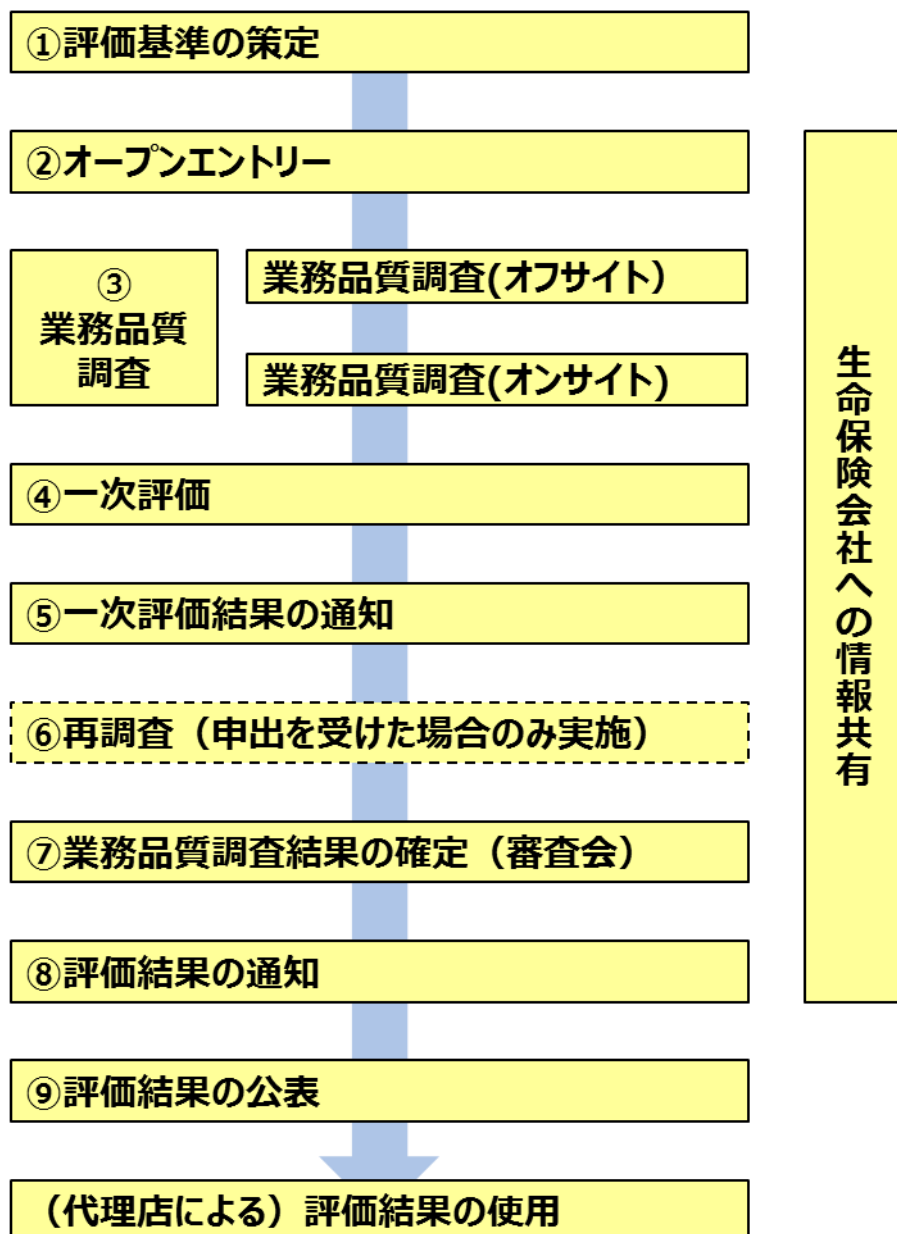 ①評価基準の策定
②オープンエントリー
③
業務品質
調査
業務品質調査(オフサイト）
業務品質調査(オンサイト)
④一次評価
⑤一次評価結果の通知
⑥再調査（申出を受けた場合のみ実施）
⑦業務品質調査結果の確定（審査会）
⑧評価結果の通知
⑨評価結果の公表
（代理店による）評価結果の使用
生命保険会社への情報共有